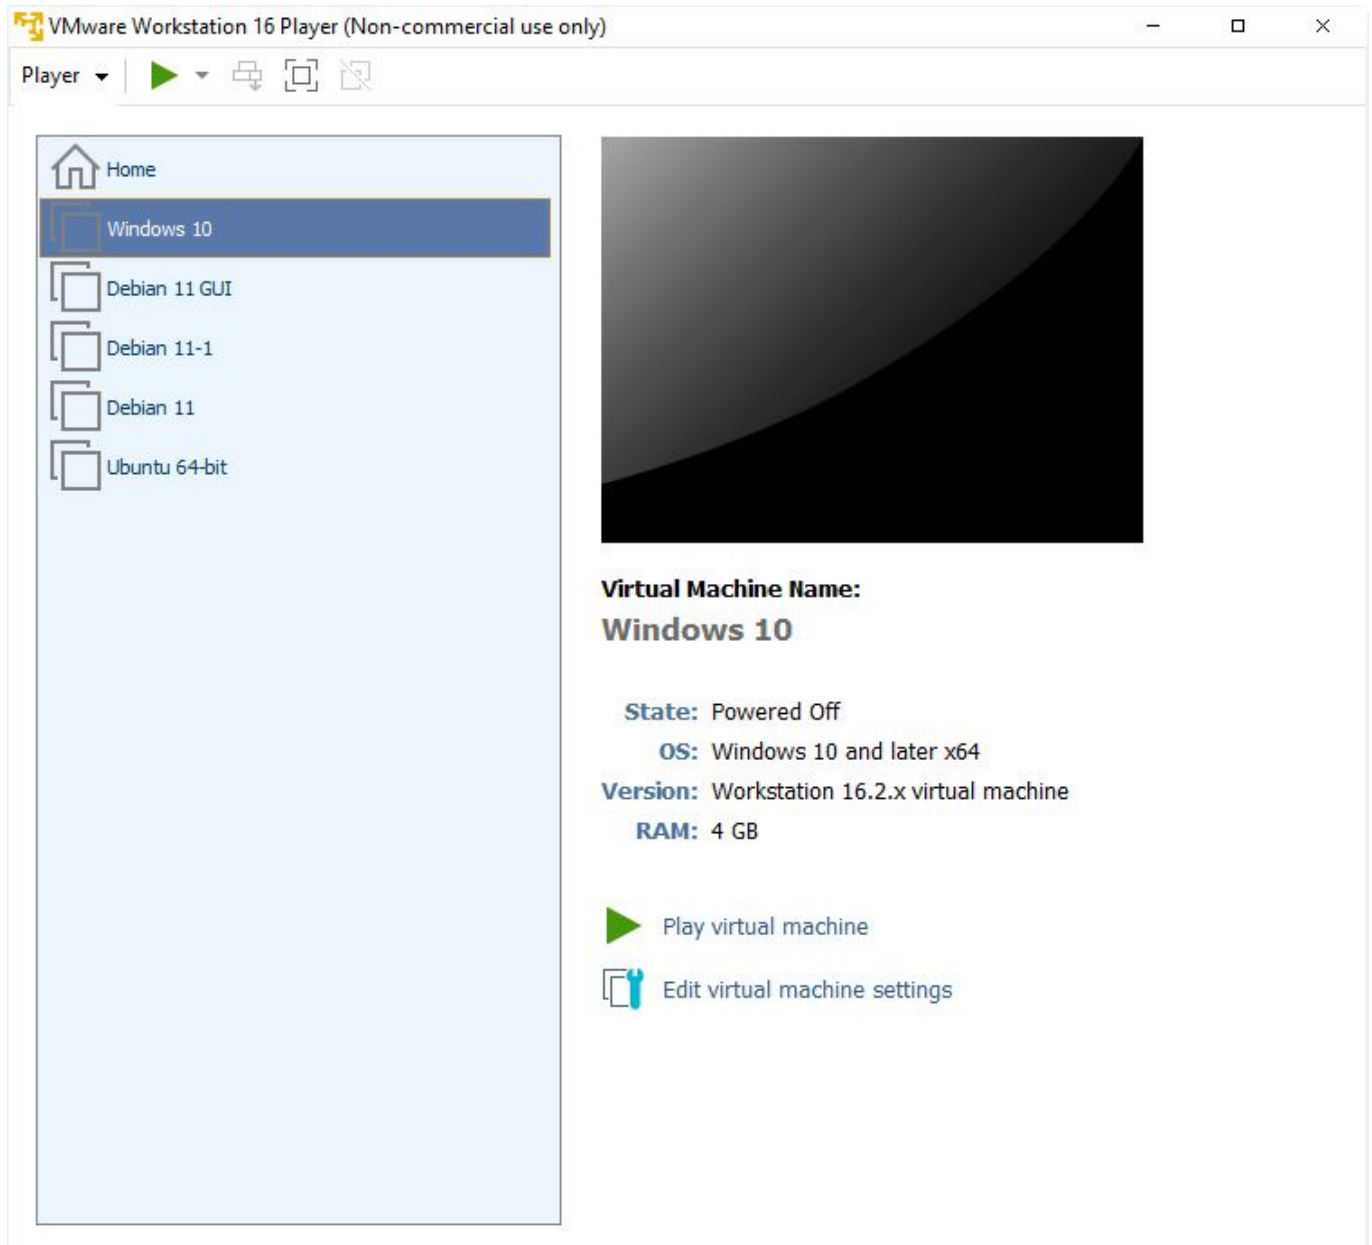 VMware Workstation 16 Player (Non-commercial use only)
Player
Home
Windows 10
Debian 11 GUI
Debian 11-1
Debian 11
Ubuntu 64-bit
Virtual Machine Name:
Windows 10
State: Powered Off
OS: Windows 10 and later x64
Version: Workstation 16.2.x virtual machine
RAM: 4 GB
Play virtual machine
Edit virtual machine settings